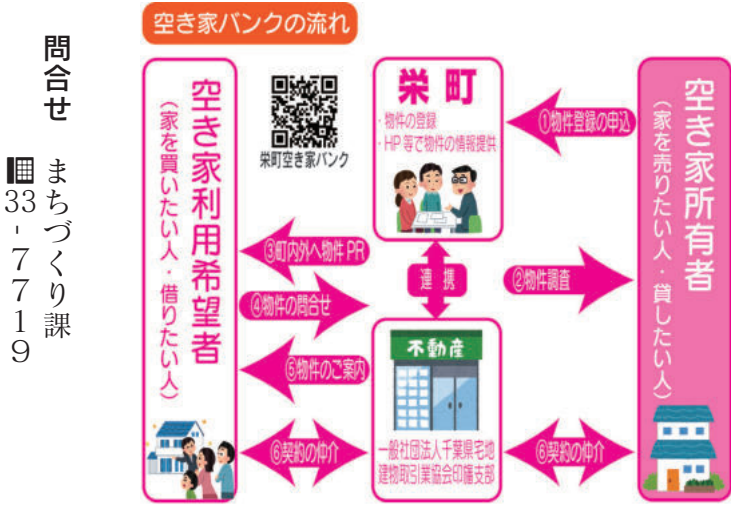 空き家バンクの流れ
問合せ まちづくり課
33-7719
空き家利用希望者
(家を買いたい人・借りたい人)
栄町空き家バンク
栄町
・物件の登録
・HP等で物件の情報提供
①物件登録の申込
空き家所有者
(家を売りたい人・貸したい人)
③町内外へ物件PR
連携
②物件調査
④物件の問合せ
⑤物件のご案内
不動産
⑥契約の仲介
一般社団法人千葉県宅地
建物取引業協会印旛支部
⑥契約の仲介